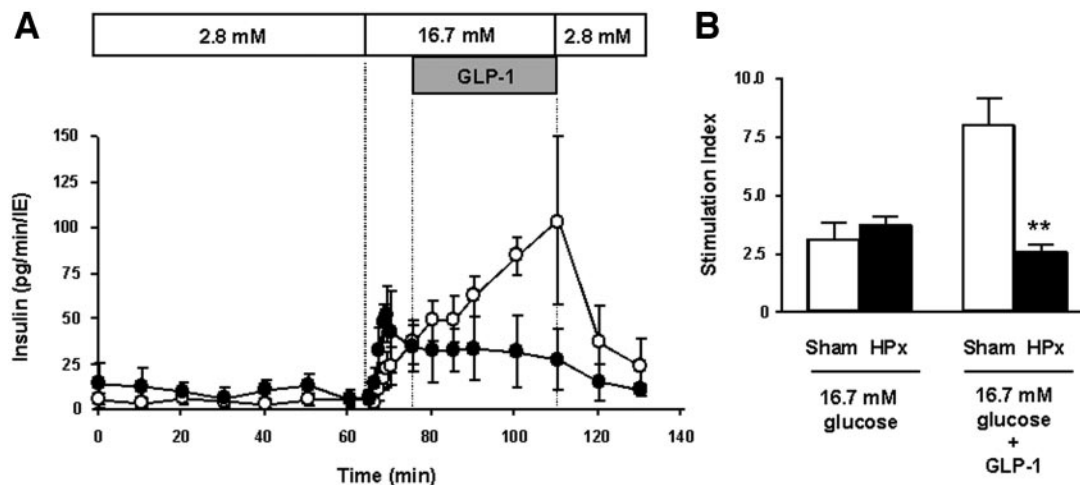 A
2.8 mM 16.7 mM 2.8 mM
GLP-1
150
125
100
75
50
25
0
Insulin (pg/min/IE)
0 20 40 60 80 100 120 140
Time (min)
B
10.0
7.5
5.0
2.5
0
Stimulation Index
**
Sham HPx Sham HPx
16.7 mM
glucose
16.7 mM
glucose
+
GLP-1